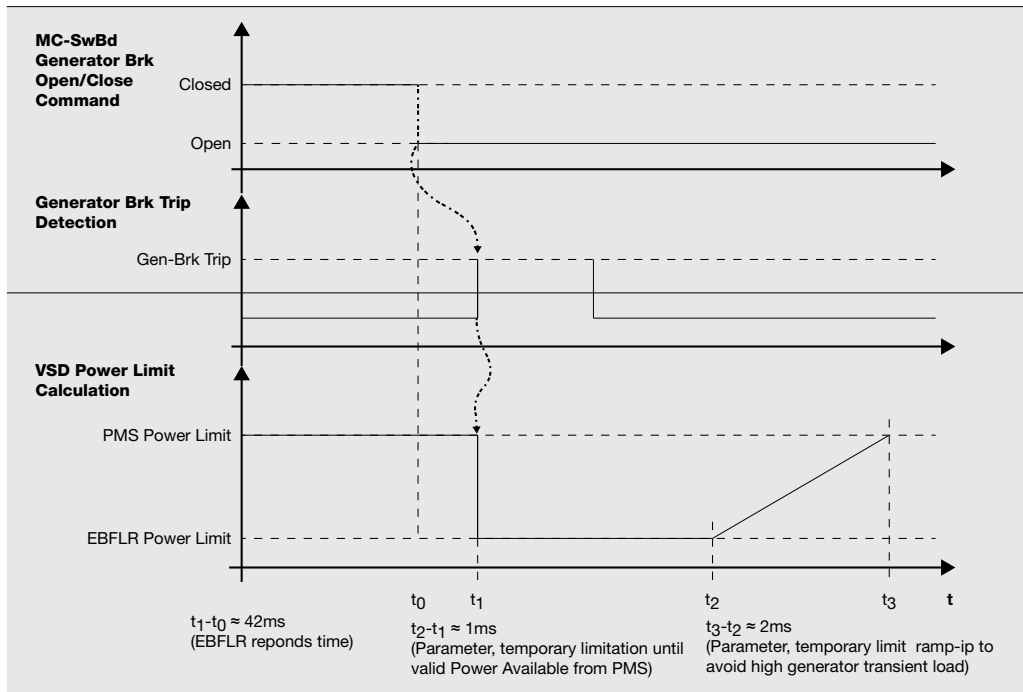 MC-SwBd
Generator Brk
Open/Close
Command
Closed
Open
Generator Brk Trip
Detection
Gen-Brk Trip
VSD Power Limit
Calculation
PMS Power Limit
EBFLR Power Limit
t0
t1
t2
t3
t
t1-t0 ≈ 42ms
(EBFLR reponds time)
t2-t1 ≈ 1ms
(Parameter, temporary limitation until
valid Power Available from PMS)
t3-t2 ≈ 2ms
(Parameter, temporary limit ramp-ip to
avoid high generator transient load)